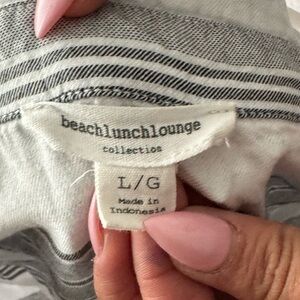 beachlunchlounge
collection
L/G
Made in
Indonesia